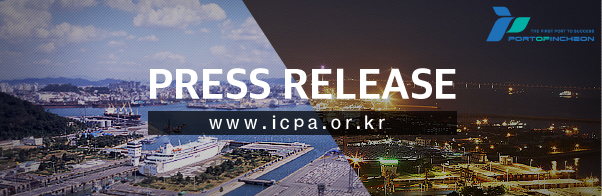 THE FIRST PORT TO SUCCESS
PORTOFINCHEON
PRESS RELEASE
www.icpa.or.kr